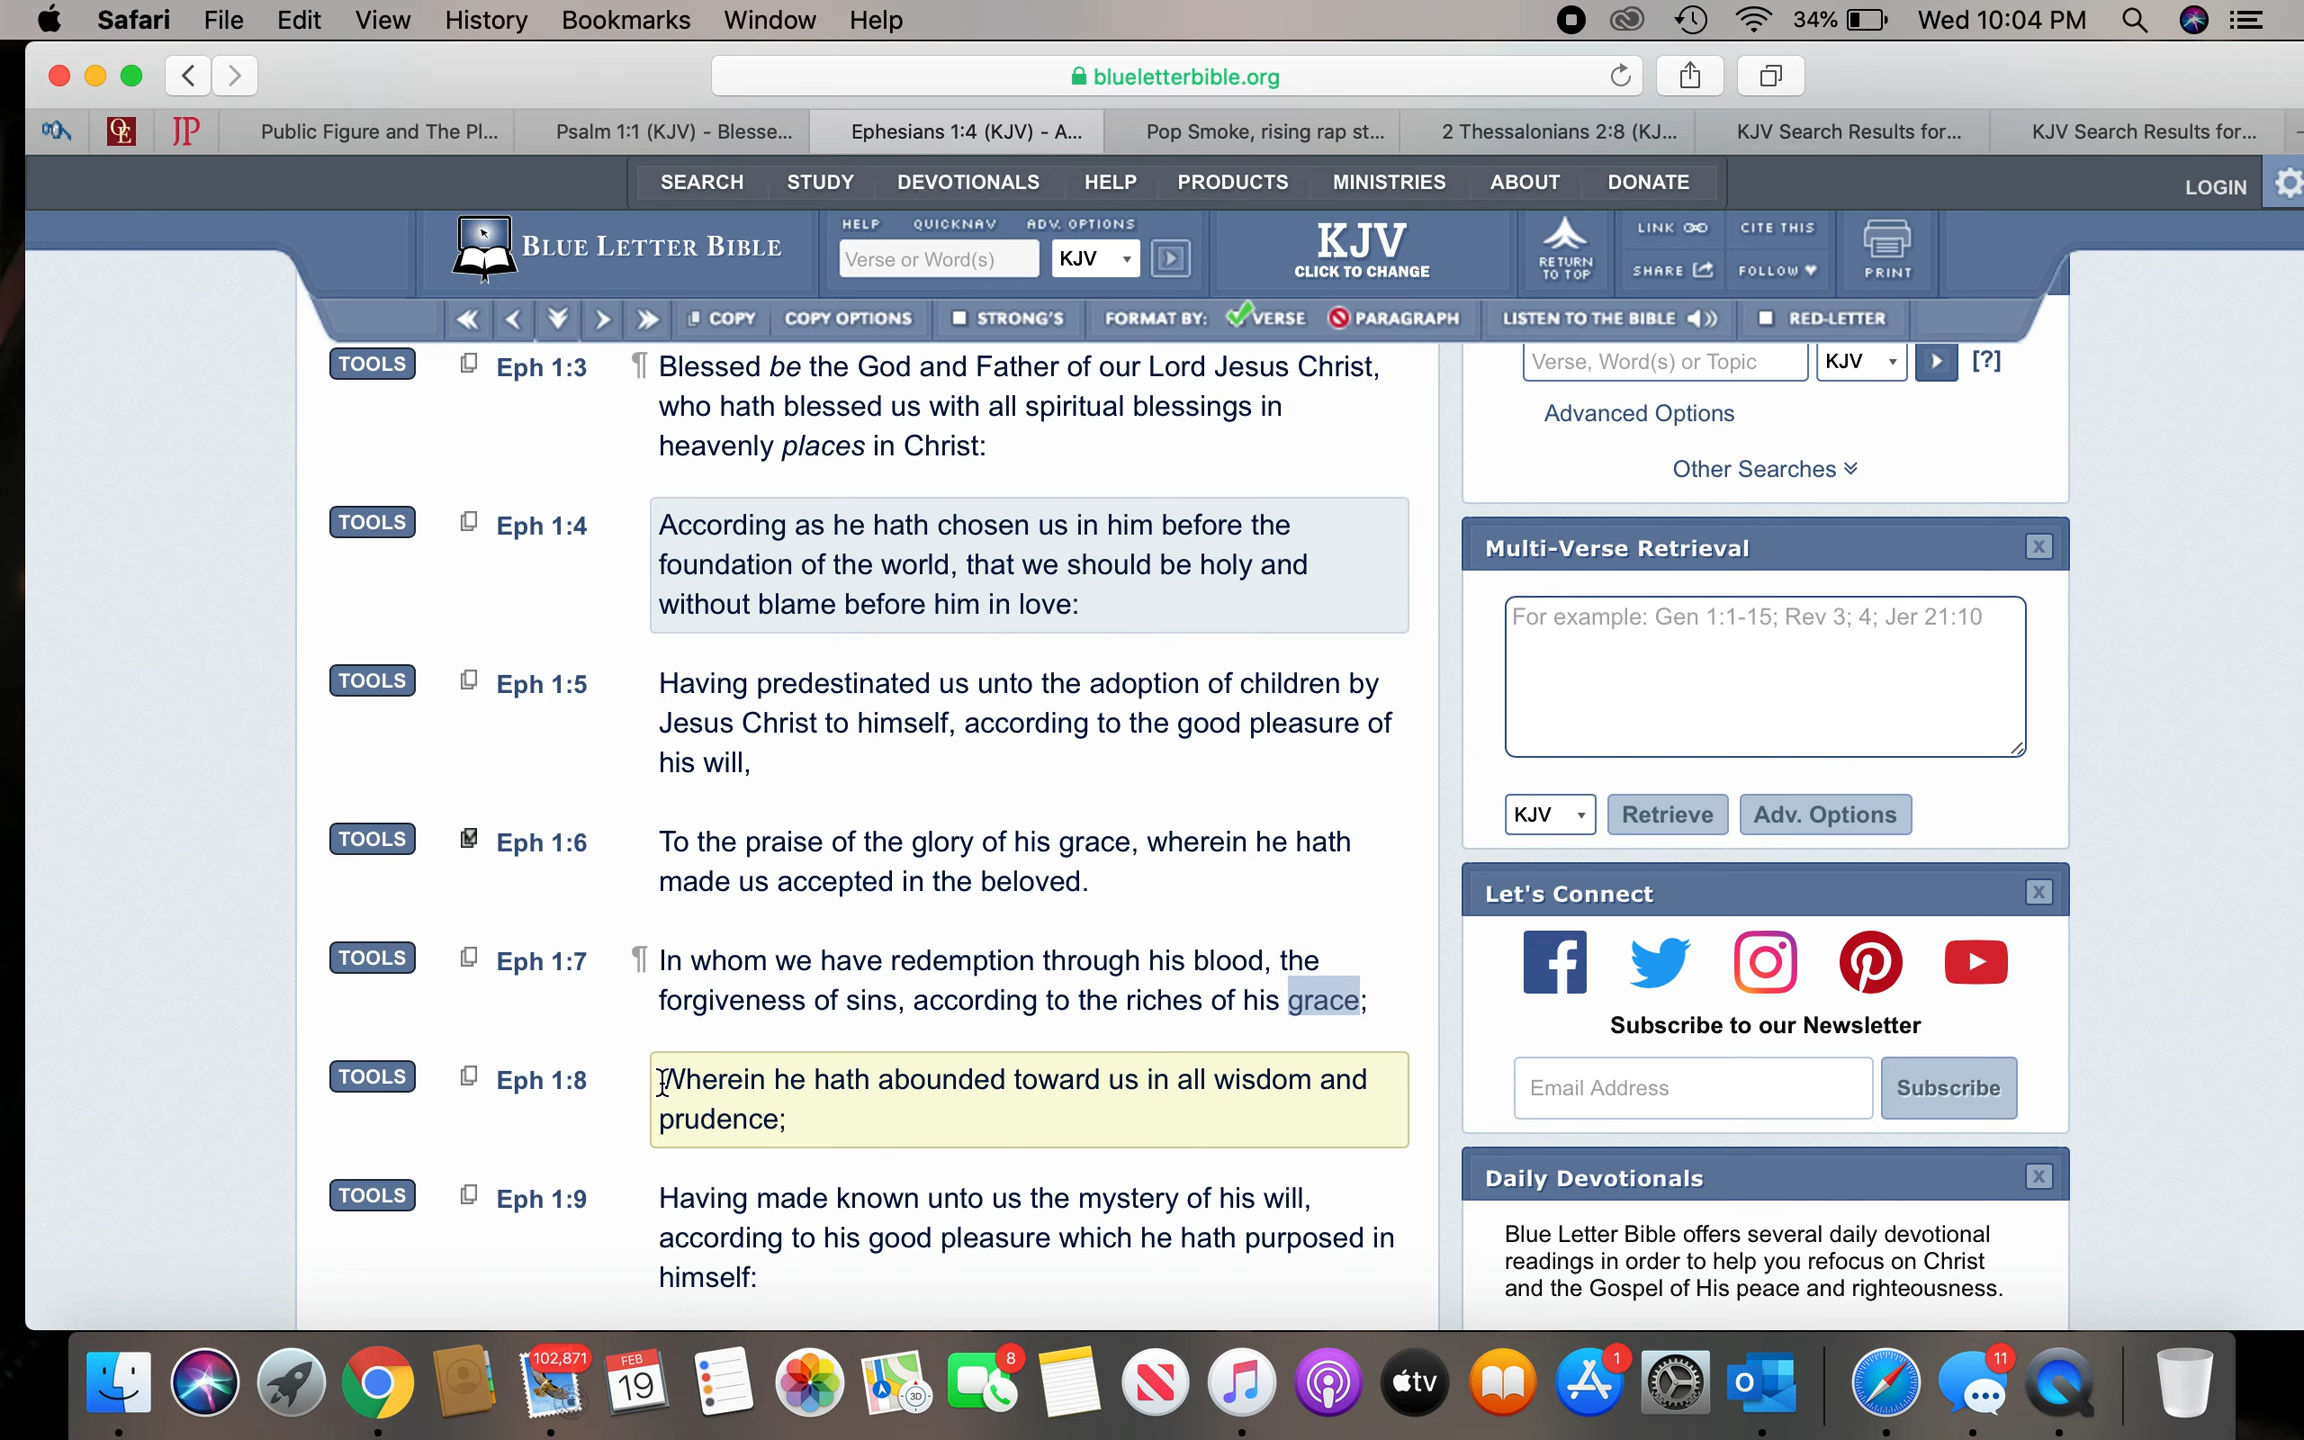 Safari File Edit View History Bookmarks Window Help 34% Wed 10:04 PM
blueletterbible.org
OE JP Public Figure and The Pl... Psalm 1:1 (KJV) - Blesse... Ephesians 1:4 (KJV) - A... Pop Smoke, rising rap st... 2 Thessalonians 2:8 (KJ... KJV Search Results for... KJV Search Results for...
SEARCH STUDY DEVOTIONALS HELP PRODUCTS MINISTRIES ABOUT DONATE LOGIN
BLUE LETTER BIBLE
HELP QUICKNAV ADV. OPTIONS
Verse or Word(s) KJV
KJV
CLICK TO CHANGE
RETURN
TO TOP
LINK CITE THIS
SHARE FOLLOW
PRINT
COPY COPY OPTIONS STRONG'S FORMAT BY: VERSE PARAGRAPH LISTEN TO THE BIBLE RED-LETTER
TOOLS Eph 1:3 ¶ Blessed be the God and Father of our Lord Jesus Christ,
who hath blessed us with all spiritual blessings in
heavenly places in Christ:
TOOLS Eph 1:4 According as he hath chosen us in him before the
foundation of the world, that we should be holy and
without blame before him in love:
TOOLS Eph 1:5 Having predestinated us unto the adoption of children by
Jesus Christ to himself, according to the good pleasure of
his will,
TOOLS Eph 1:6 To the praise of the glory of his grace, wherein he hath
made us accepted in the beloved.
TOOLS Eph 1:7 ¶ In whom we have redemption through his blood, the
forgiveness of sins, according to the riches of his grace;
TOOLS Eph 1:8 Wherein he hath abounded toward us in all wisdom and
prudence;
TOOLS Eph 1:9 Having made known unto us the mystery of his will,
according to his good pleasure which he hath purposed in
himself:
Verse, Word(s) or Topic KJV [?]
Advanced Options
Other Searches
Multi-Verse Retrieval X
For example: Gen 1:1-15; Rev 3; 4; Jer 21:10
KJV Retrieve Adv. Options
Let's Connect X
Subscribe to our Newsletter
Email Address Subscribe
Daily Devotionals X
Blue Letter Bible offers several daily devotional
readings in order to help you refocus on Christ
and the Gospel of His peace and righteousness.
102,871 FEB 19 3D 8 tv 1 O 11